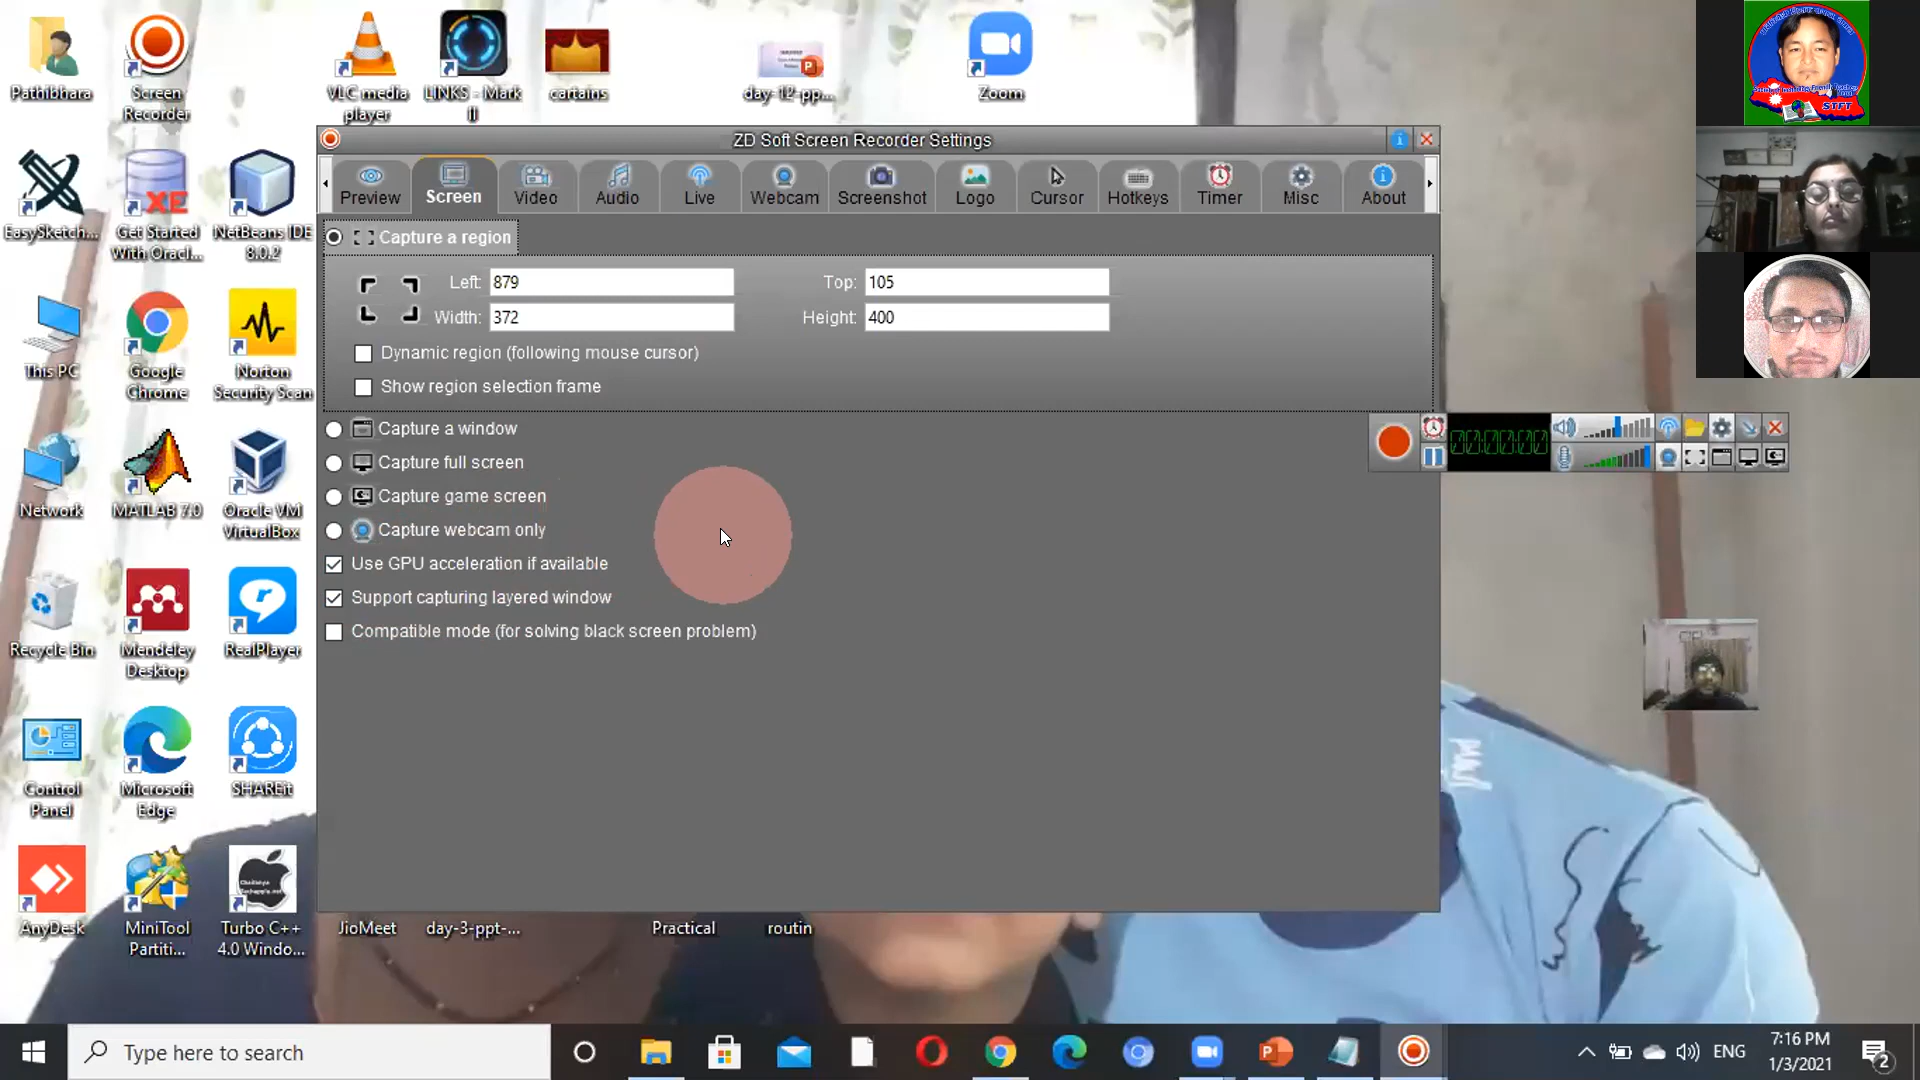 Pathibhara
Screen
Recorder
VLC media
player
LINKS - Mark
II
cartains
day-12-pp...
Zoom
STFT
ZD Soft Screen Recorder Settings
Preview
Screen
Video
Audio
Live
Webcam
Screenshot
Logo
Cursor
Hotkeys
Timer
Misc
About
Capture a region
Left: 879
Top: 105
Width: 372
Height: 400
Dynamic region (following mouse cursor)
Show region selection frame
Capture a window
Capture full screen
Capture game screen
Capture webcam only
Use GPU acceleration if available
Support capturing layered window
Compatible mode (for solving black screen problem)
00:00:00
EasySketch...
XE
Get Started
With Oracl...
NetBeans IDE
8.0.2
This PC
Google
Chrome
Norton
Security Scan
Network
MATLAB 7.0
Oracle VM
VirtualBox
Recycle Bin
Mendeley
Desktop
RealPlayer
Control
Panel
Microsoft
Edge
SHAREit
AnyDesk
MiniTool
Partiti...
Turbo C++
4.0 Windo...
JioMeet
day-3-ppt-...
Practical
routin
Type here to search
ENG
7:16 PM
1/3/2021
2